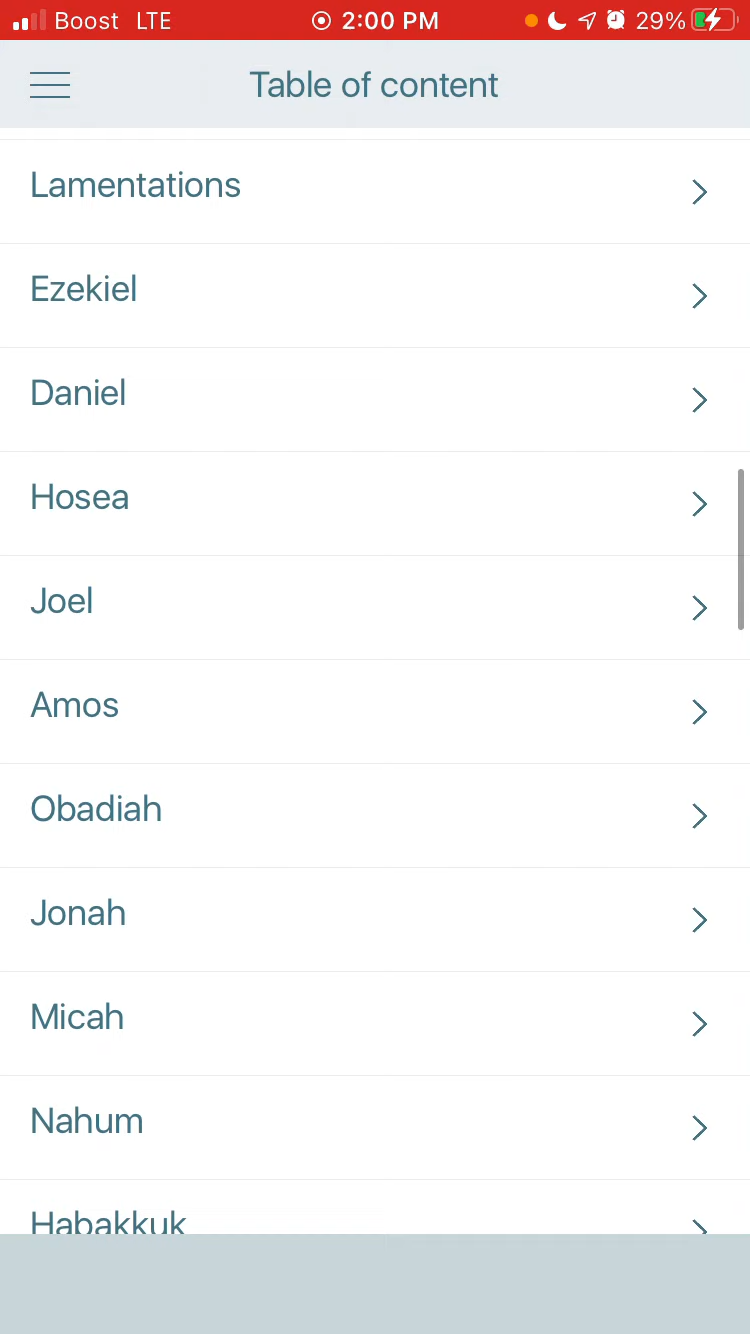 Boost LTE 2:00 PM 29%
Table of content
Lamentations
Ezekiel
Daniel
Hosea
Joel
Amos
Obadiah
Jonah
Micah
Nahum
Habakkuk